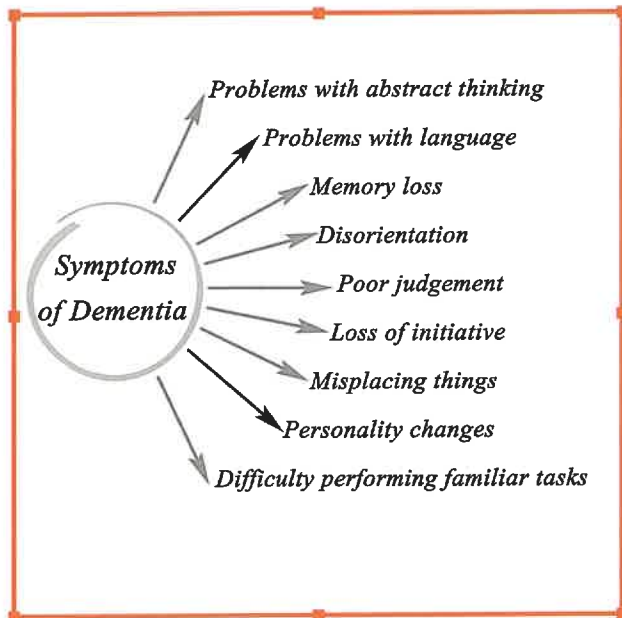 Problems with abstract thinking
Problems with language
Memory loss
Disorientation
Symptoms
of Dementia
Poor judgement
Loss of initiative
Misplacing things
Personality changes
Difficulty performing familiar tasks